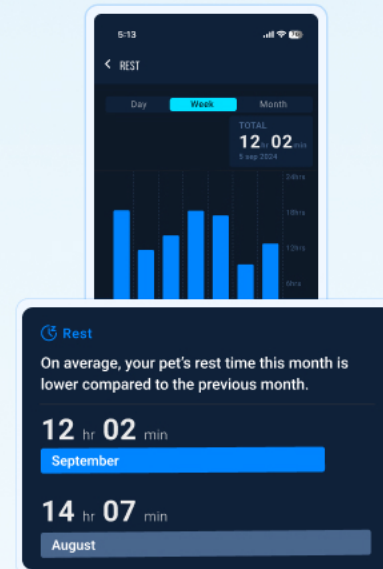 5:13
REST
Day Week Month
TOTAL
12 hr 02 min
5 sep 2024
24hrs
18hrs
12hrs
6hrs
Rest
On average, your pet's rest time this month is
lower compared to the previous month.
12 hr 02 min
September
14 hr 07 min
August